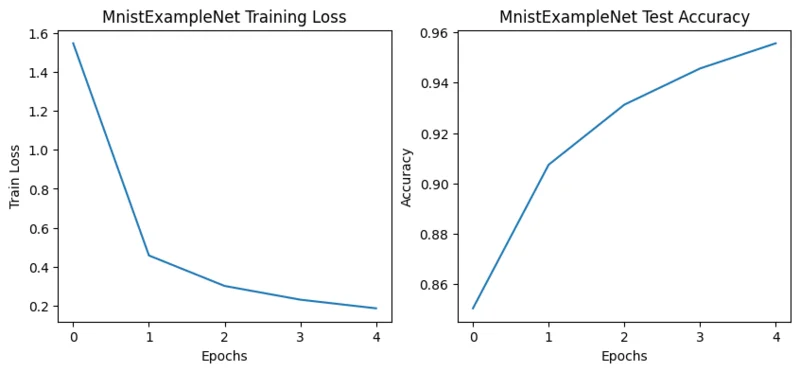 MnistExampleNet Training Loss
1.6
1.4
1.2
1.0
0.8
0.6
0.4
0.2
Train Loss
0 1 2 3 4
Epochs
MnistExampleNet Test Accuracy
0.96
0.94
0.92
0.90
0.88
0.86
Accuracy
0 1 2 3 4
Epochs